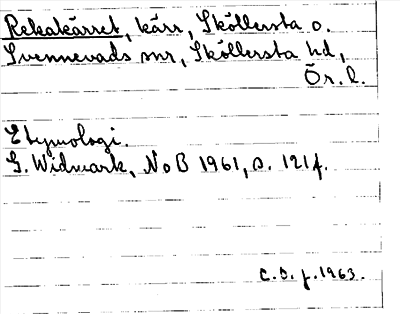 Rekakärret, kärr, Sköllersta o.
Svennevads snr, Sköllersta hd,
Ör. l.
Etymologi.
G. Widmark, NoB 1961, s. 121 f.
C.S. f. 1963.